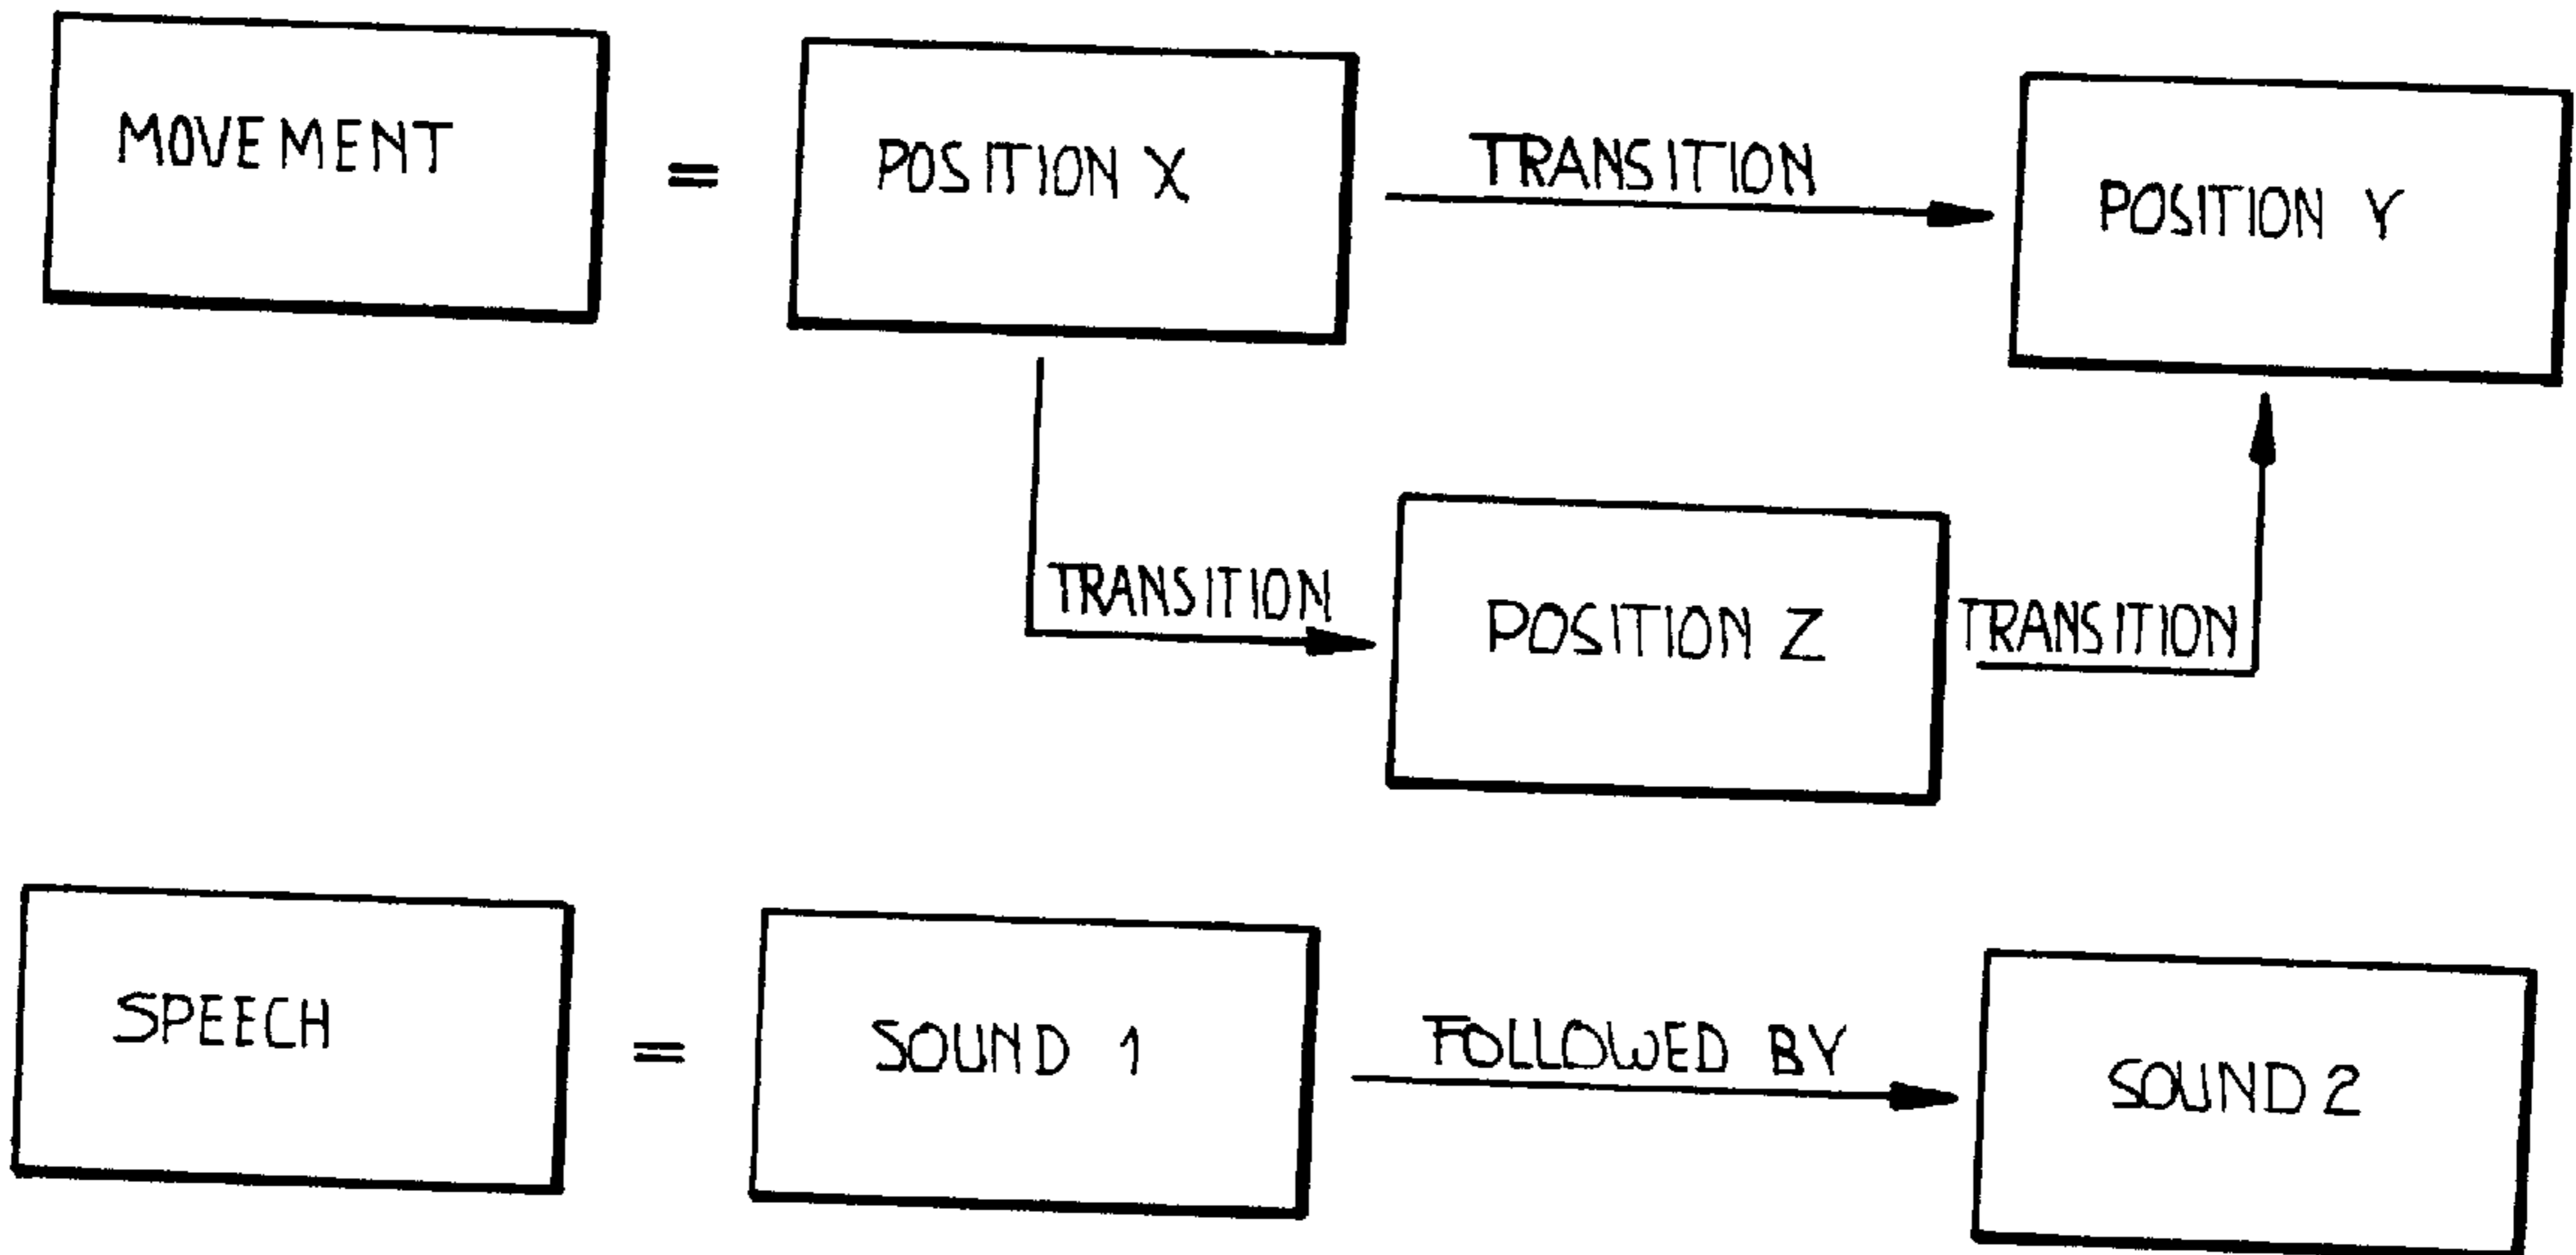 MOVEMENT = POSITION X TRANSITION POSITION Y
TRANSITION POSITION Z TRANSITION
SPEECH = SOUND 1 FOLLOWED BY SOUND 2